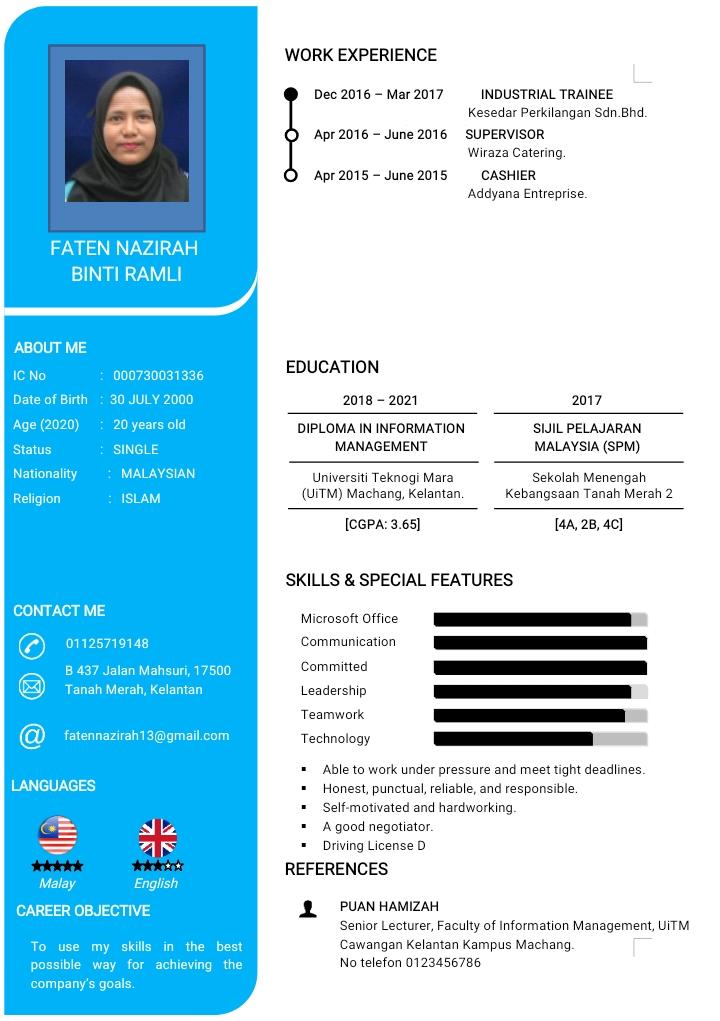 FATEN NAZIRAH
BINTI RAMLI
ABOUT ME
IC No : 000730031336
Date of Birth : 30 JULY 2000
Age (2020) : 20 years old
Status : SINGLE
Nationality : MALAYSIAN
Religion : ISLAM
CONTACT ME
01125719148
B 437 Jalan Mahsuri, 17500
Tanah Merah, Kelantan
fatennazirah13@gmail.com
LANGUAGES
Malay English
CAREER OBJECTIVE
To use my skills in the best
possible way for achieving the
company's goals.
WORK EXPERIENCE
Dec 2016 – Mar 2017 INDUSTRIAL TRAINEE
Kesedar Perkilangan Sdn.Bhd.
Apr 2016 – June 2016 SUPERVISOR
Wiraza Catering.
Apr 2015 – June 2015 CASHIER
Addyana Entreprise.
EDUCATION
2018 – 2021
DIPLOMA IN INFORMATION
MANAGEMENT
Universiti Teknogi Mara
(UiTM) Machang, Kelantan.
[CGPA: 3.65]
2017
SIJIL PELAJARAN
MALAYSIA (SPM)
Sekolah Menengah
Kebangsaan Tanah Merah 2
[4A, 2B, 4C]
SKILLS & SPECIAL FEATURES
Microsoft Office
Communication
Committed
Leadership
Teamwork
Technology
▪ Able to work under pressure and meet tight deadlines.
▪ Honest, punctual, reliable, and responsible.
▪ Self-motivated and hardworking.
▪ A good negotiator.
▪ Driving License D
REFERENCES
PUAN HAMIZAH
Senior Lecturer, Faculty of Information Management, UiTM
Cawangan Kelantan Kampus Machang.
No telefon 0123456786